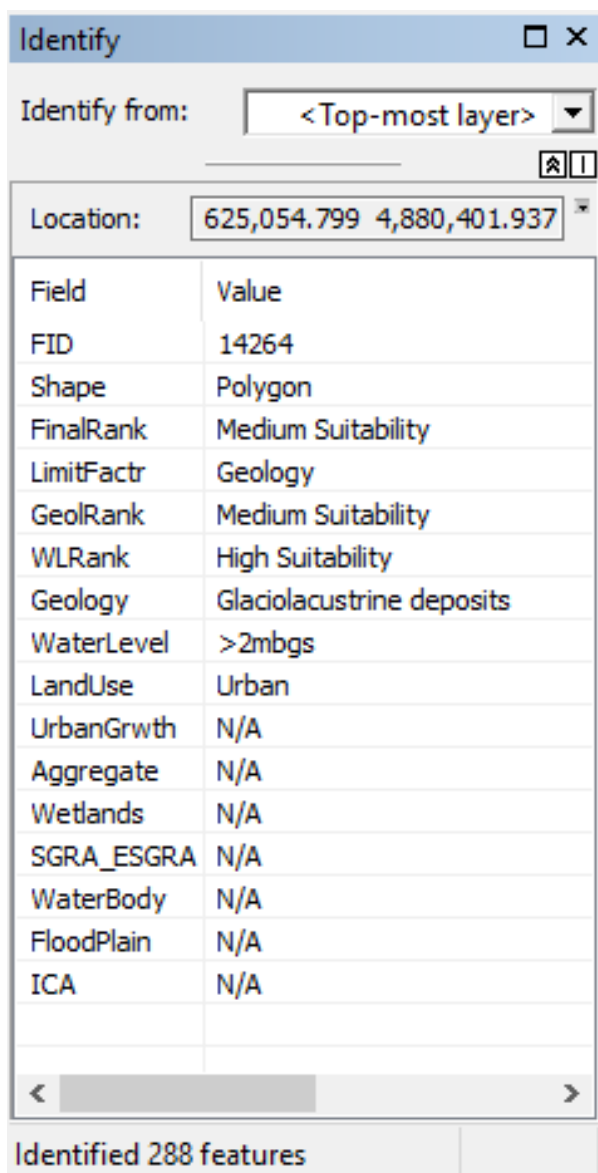 Identify
Identify from: <Top-most layer>
Location: 625,054.799 4,880,401.937
Field Value
FID 14264
Shape Polygon
FinalRank Medium Suitability
LimitFactr Geology
GeolRank Medium Suitability
WLRank High Suitability
Geology Glaciolacustrine deposits
WaterLevel >2mbgs
LandUse Urban
UrbanGrwth N/A
Aggregate N/A
Wetlands N/A
SGRA_ESGRA N/A
WaterBody N/A
FloodPlain N/A
ICA N/A
Identified 288 features